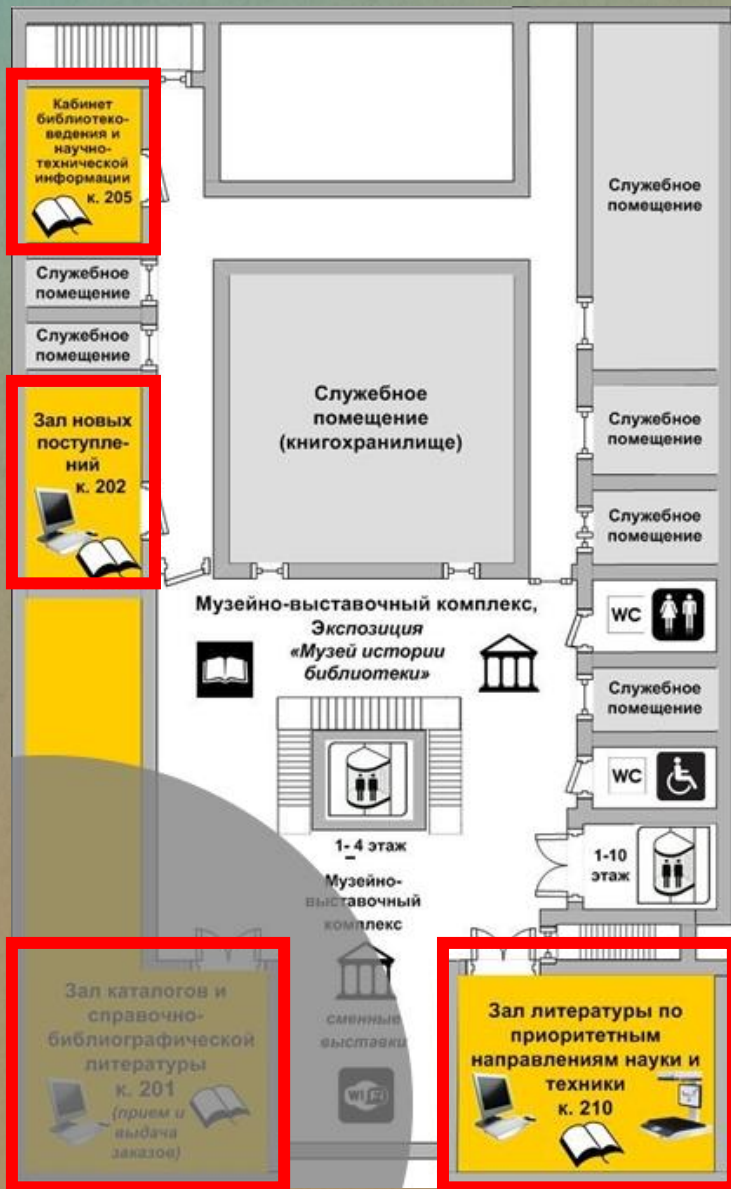 Кабинет
библиотеко-
ведения и
научно-
технической
информации
к. 205
Служебное
помещение
Служебное
помещение
Зал новых
поступле-
ний
к. 202
Служебное
помещение
(книгохранилище)
Служебное
помещение
Служебное
помещение
Служебное
помещение
WC
Служебное
помещение
WC
1-10
этаж
Музейно-выставочный комплекс,
Экспозиция
«Музей истории
библиотеки»
1- 4 этаж
Музейно-
выставочный
комплекс
сменные
выставки
Wi Fi
Зал каталогов и
справочно-
библиографической
литературы
к. 201
(прием и
выдача
заказов)
Зал литературы по
приоритетным
направлениям науки и
техники
к. 210